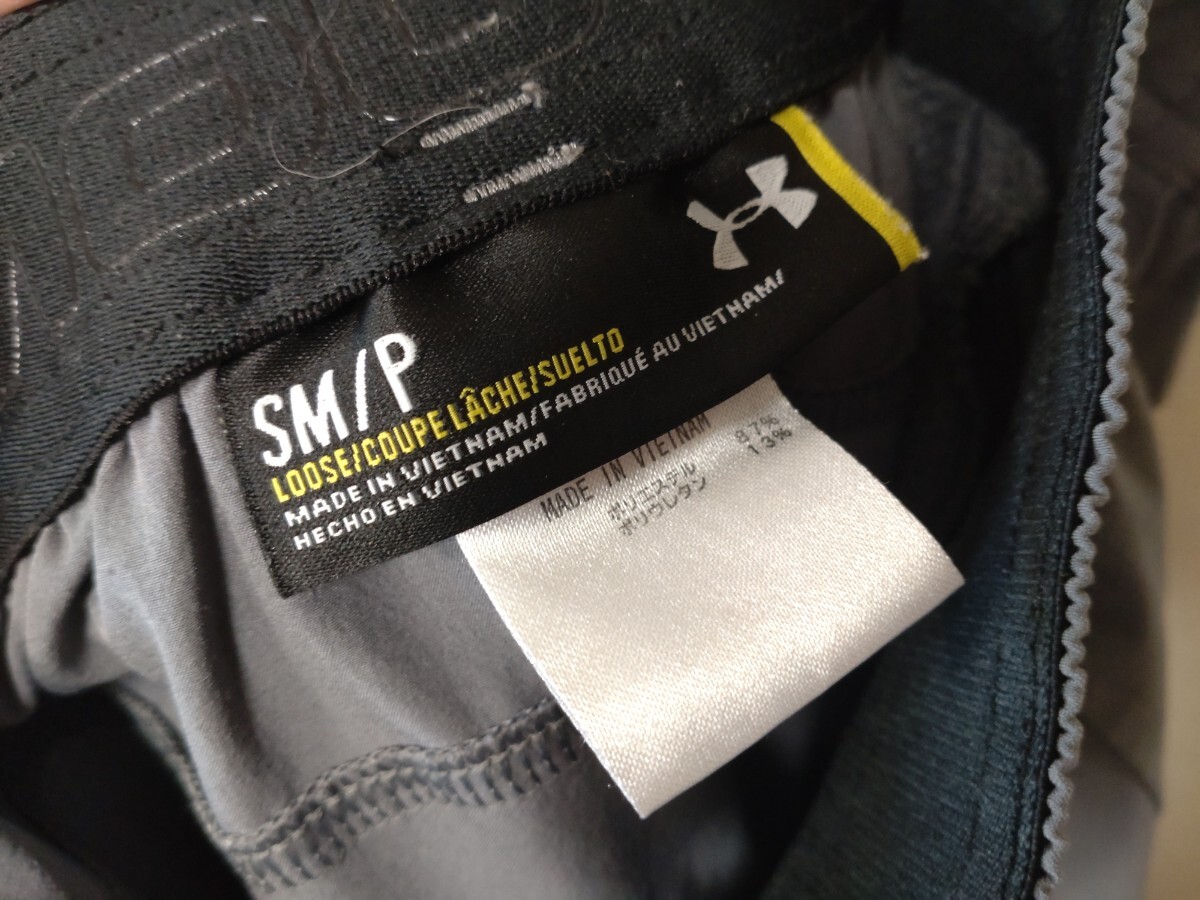 SM/P
LOOSE/COUPE LÂCHE/SUELTO
MADE IN VIETNAM/FABRIQUÉ AU VIETNAM/
HECHO EN VIETNAM
MADE IN VIETNAM
ポリエステル 87%
ポリウレタン 13%